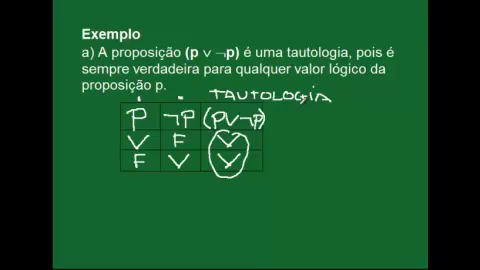 Exemplo
a) A proposição (p ∨ ¬p) é uma tautologia, pois é
sempre verdadeira para qualquer valor lógico da
proposição p.
TAUTOLOGIA
P ¬P (P∨¬P)
V F V
F V V